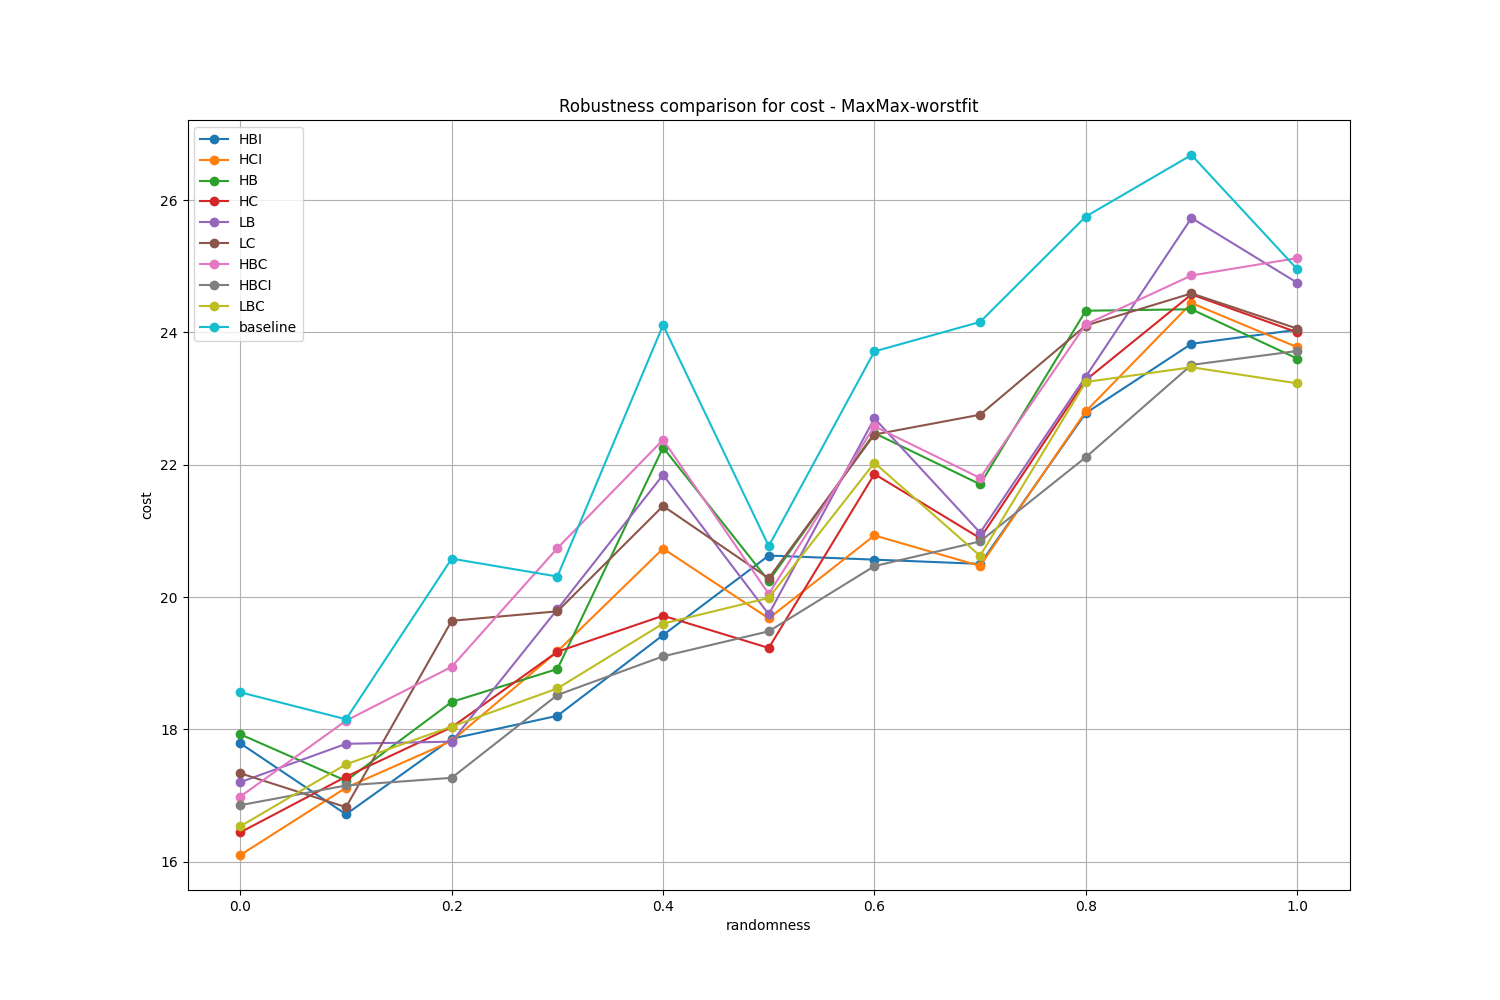 Robustness comparison for cost - MaxMax-worstfit
HBI
HCI
HB
HC
LB
LC
HBC
HBCI
LBC
baseline
26
24
22
20
18
16
cost
0.0 0.2 0.4 0.6 0.8 1.0
randomness